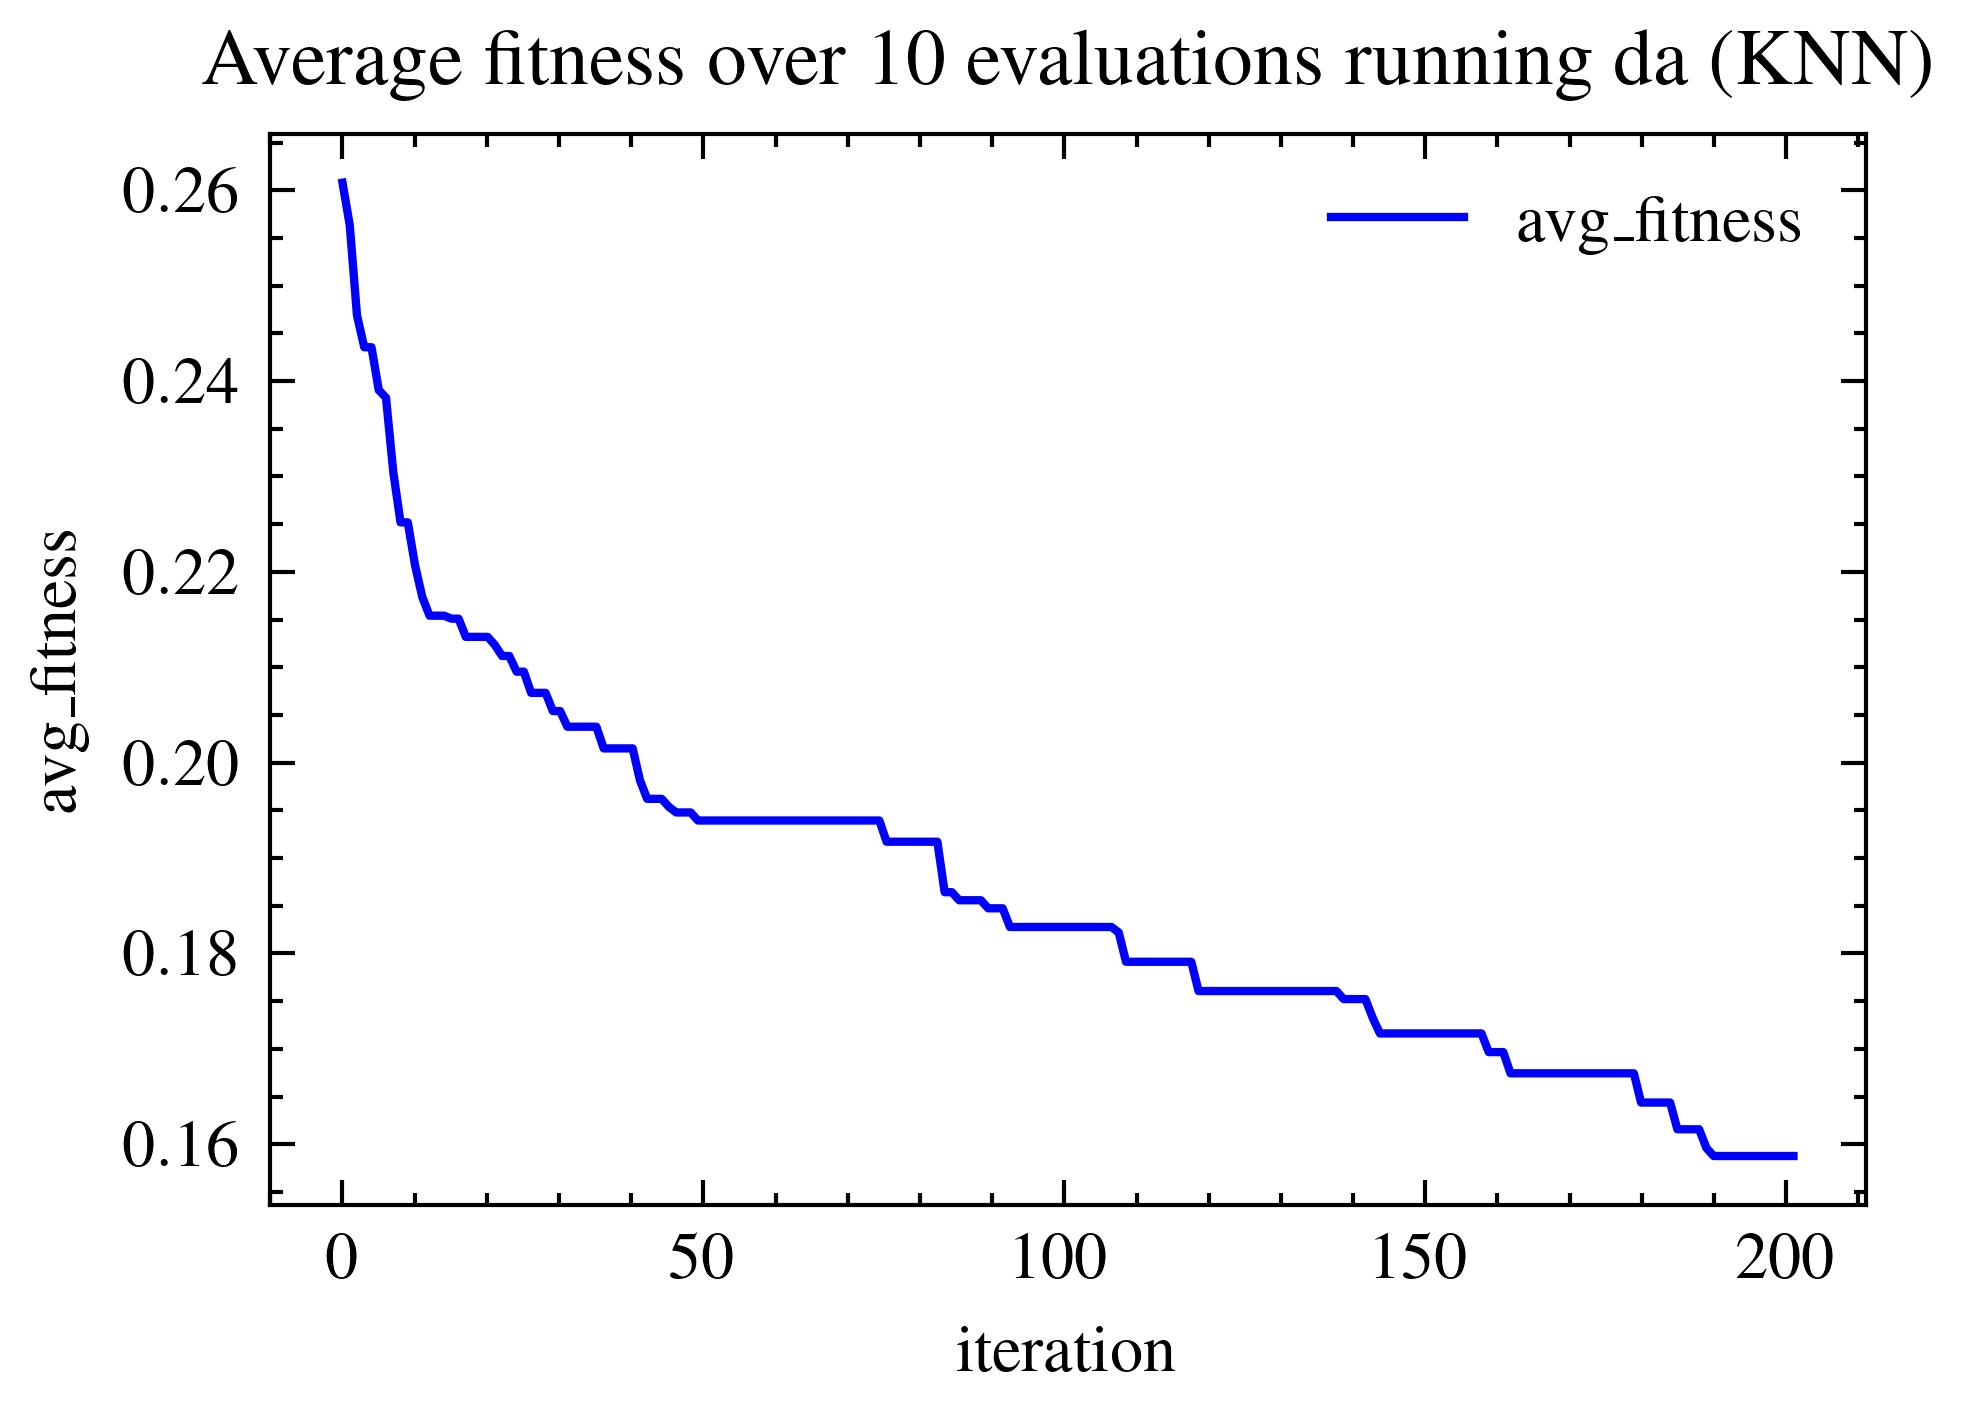 Average fitness over 10 evaluations running da (KNN)
avg_fitness
0.26
0.24
0.22
0.20
0.18
0.16
avg_fitness
0 50 100 150 200
iteration